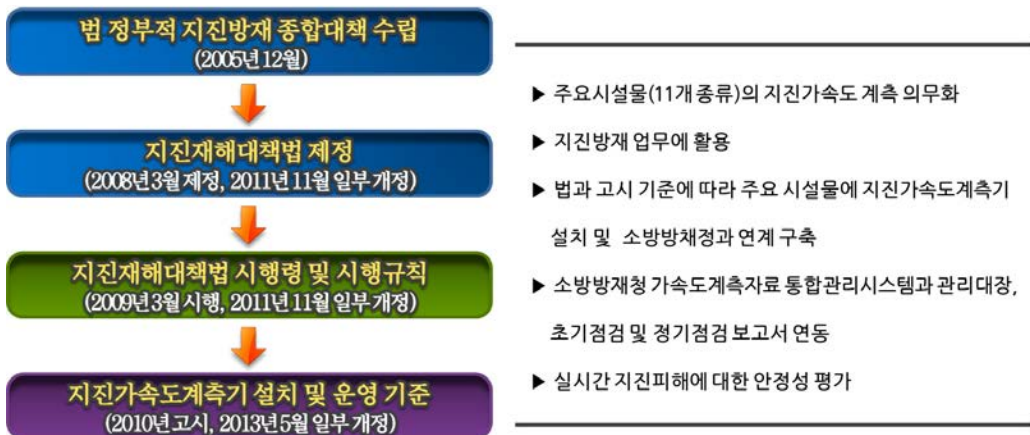 범 정부적 지진방재 종합대책 수립
(2005년 12월)
지진재해대책법 제정
(2008년 3월 제정, 2011년 11월 일부 개정)
지진재해대책법 시행령 및 시행규칙
(2009년 3월 시행, 2011년 11월 일부 개정)
지진가속도계측기 설치 및 운영 기준
(2010년 고시, 2013년 5월 일부 개정)
▶ 주요시설물(11개 종류)의 지진가속도 계측 의무화
▶ 지진방재 업무에 활용
▶ 법과 고시 기준에 따라 주요 시설물에 지진가속도계측기
설치 및 소방방채정과 연계 구축
▶ 소방방재청 가속도계측자료 통합관리시스템과 관리대장,
초기점검 및 정기점검 보고서 연동
▶ 실시간 지진피해에 대한 안정성 평가